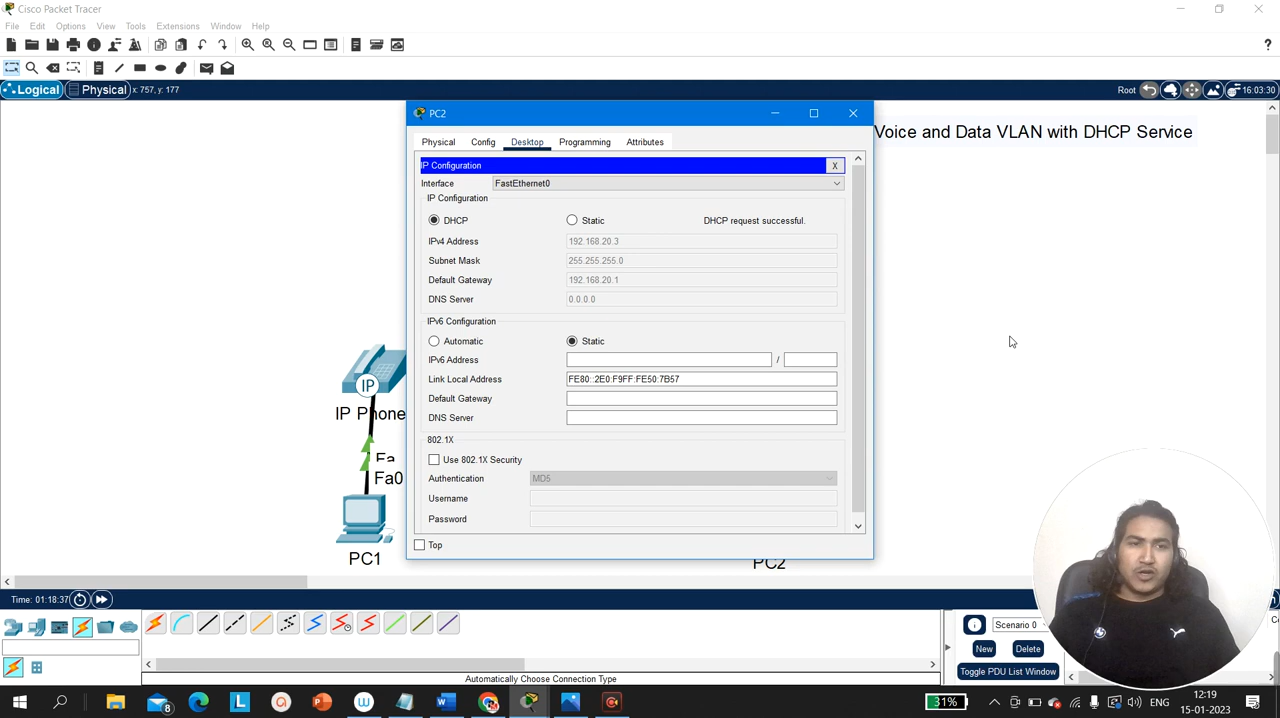 Cisco Packet Tracer
File Edit Options View Tools Extensions Window Help
?
Logical Physical x: 757, y: 177 Root 16:03:30
Voice and Data VLAN with DHCP Service
PC2
Physical Config Desktop Programming Attributes
IP Configuration X
Interface FastEthernet0
IP Configuration
DHCP Static DHCP request successful.
IPv4 Address 192.168.20.3
Subnet Mask 255.255.255.0
Default Gateway 192.168.20.1
DNS Server 0.0.0.0
IPv6 Configuration
Automatic Static
IPv6 Address /
Link Local Address FE80::2E0:F9FF:FE50:7B57
Default Gateway
DNS Server
802.1X
Use 802.1X Security
Authentication MD5
Username
Password
Top
IP
IP Phone
Fa
Fa0
PC1
PC2
Time: 01:18:37
Scenario 0
New Delete
Toggle PDU List Window
Automatically Choose Connection Type
8 L P W W 31% 12:19
15-01-2023